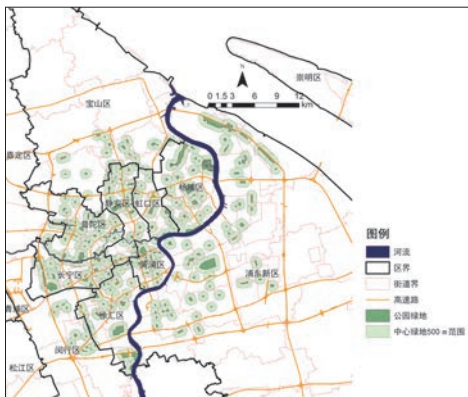 崇明区
N
0 1.5 3 6 9 12
km
宝山区
嘉定区
杨浦区
静安区
虹口区
普陀区
黄浦区
长宁区
浦东新区
青浦区
徐汇区
闵行区
松江区
图例
河流
区界
街道界
高速路
公园绿地
中心绿地500 m 范围